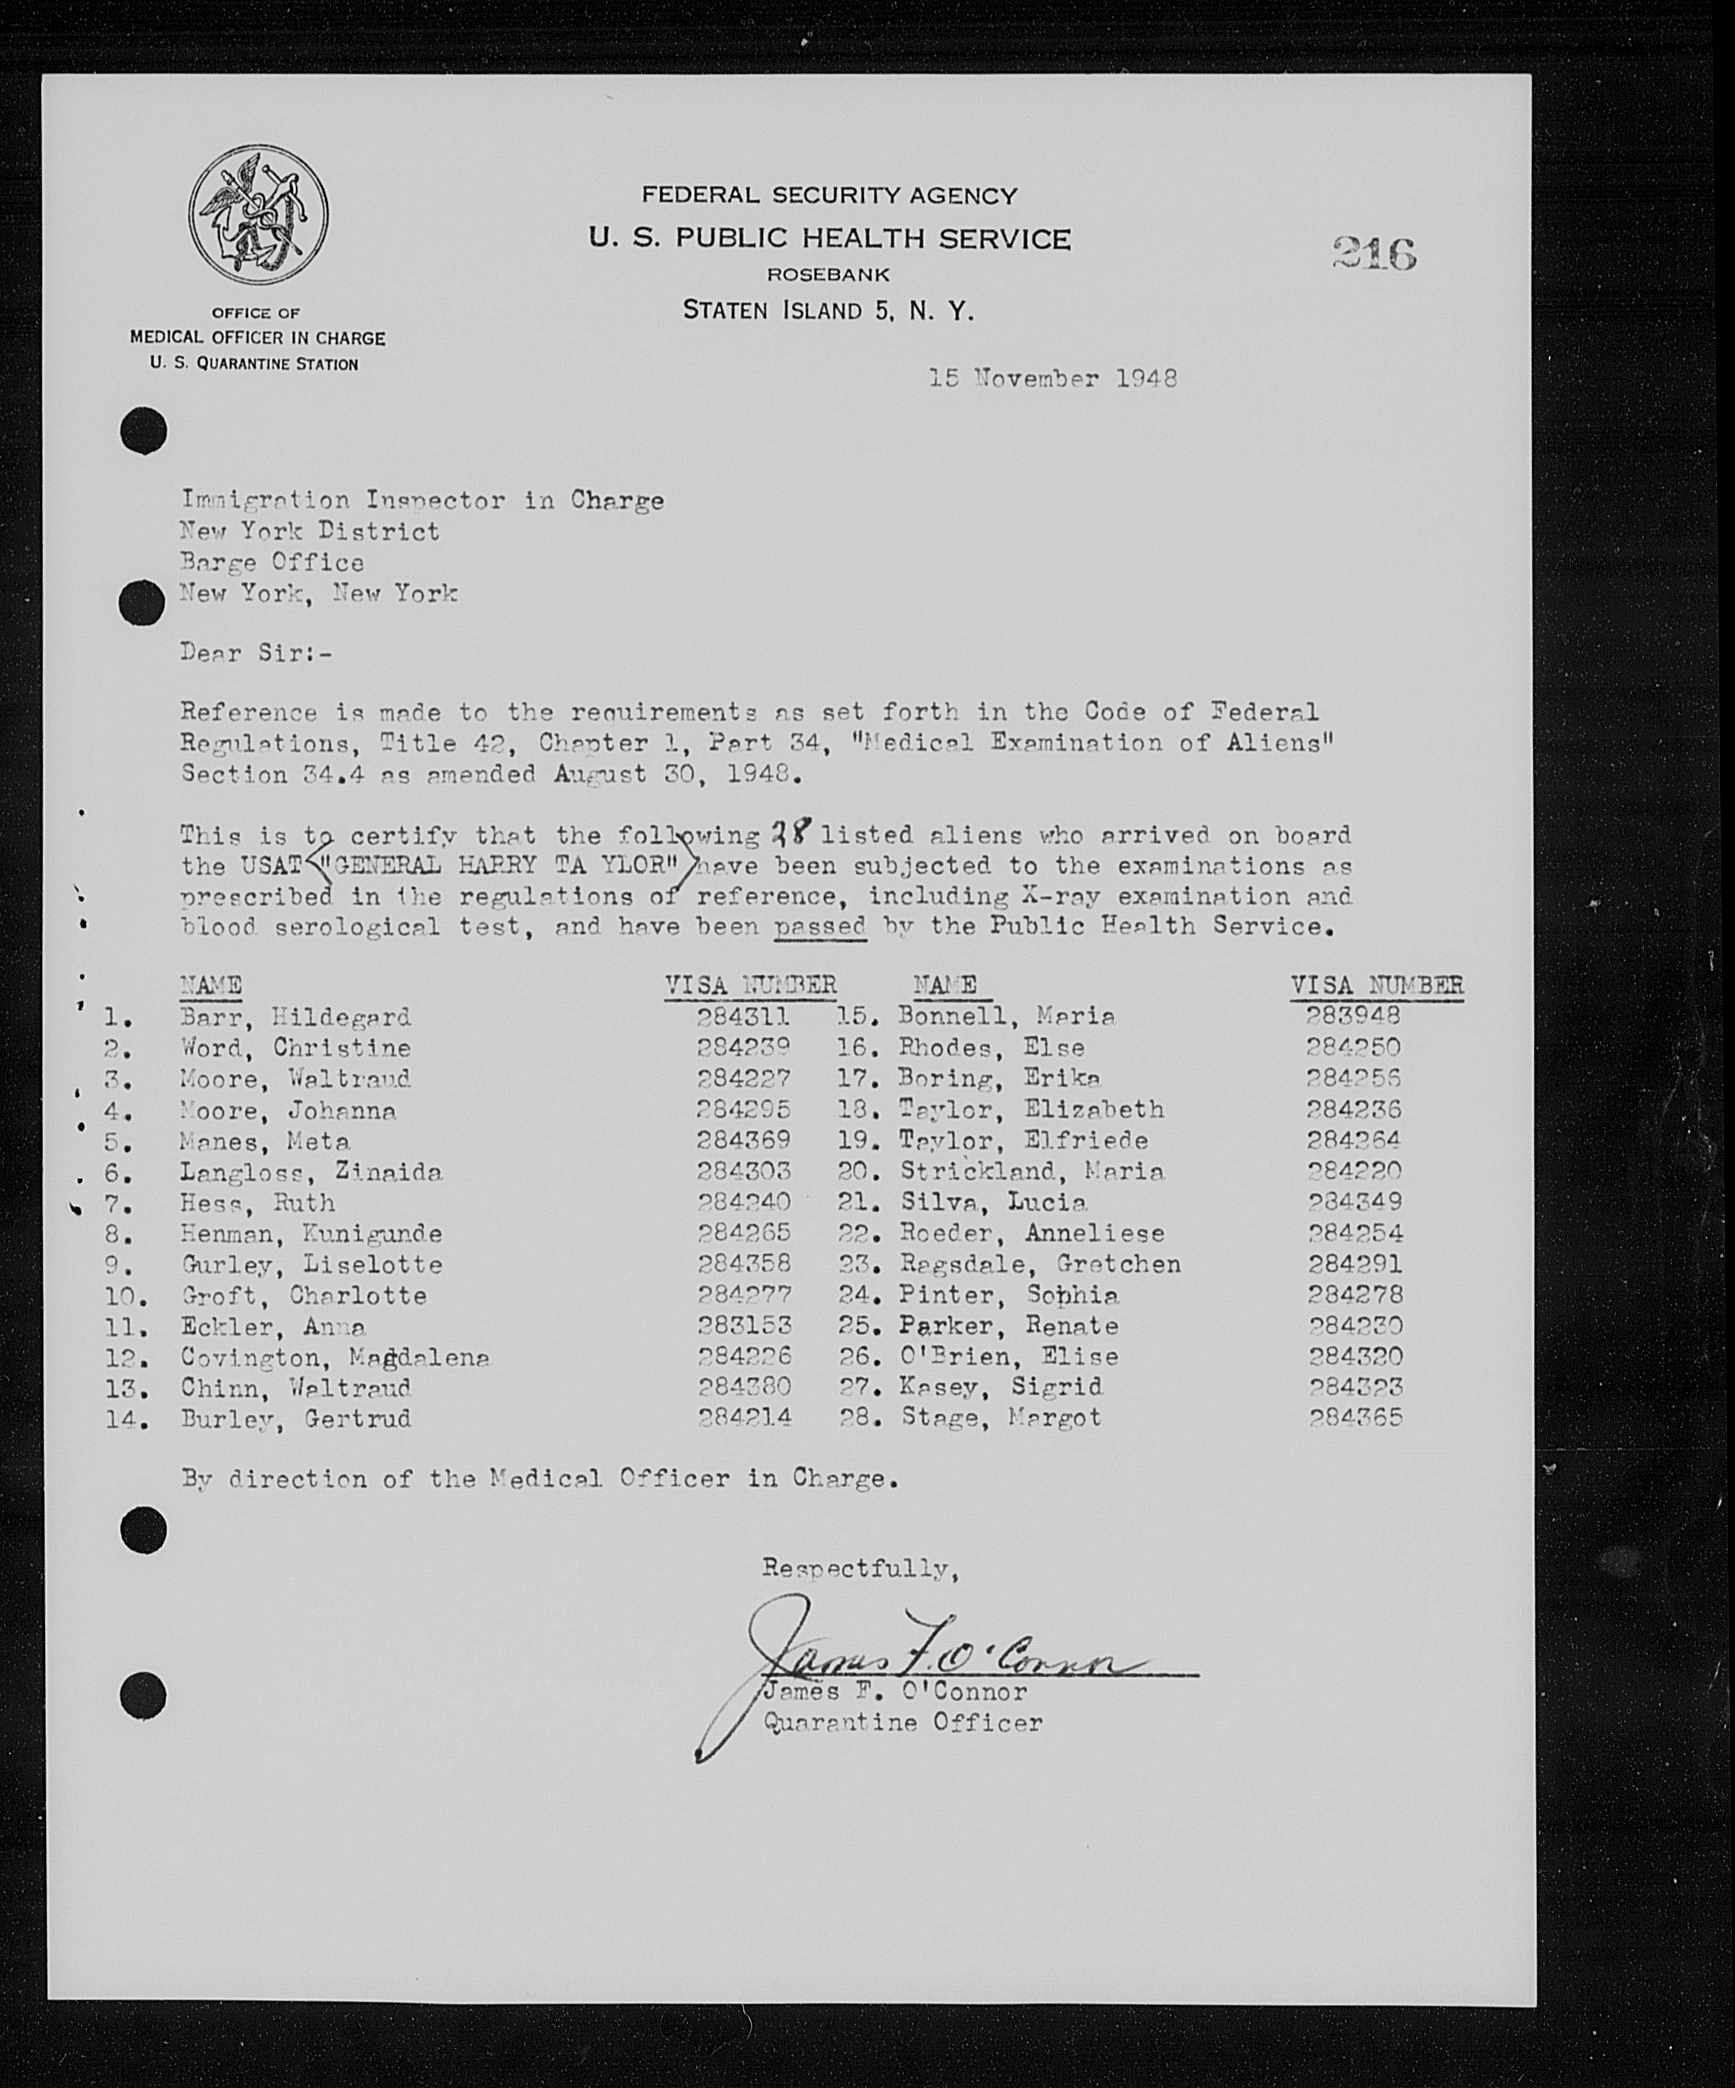 FEDERAL SECURITY AGENCY
U. S. PUBLIC HEALTH SERVICE
ROSEBANK
STATEN ISLAND 5, N. Y.
216
OFFICE OF
MEDICAL OFFICER IN CHARGE
U. S. QUARANTINE STATION
15 November 1948
Immigration Inspector in Charge
New York District
Barge Office
New York, New York
Dear Sir:-
Reference is made to the requirements as set forth in the Code of Federal
Regulations, Title 42, Chapter 1, Part 34, "Medical Examination of Aliens"
Section 34.4 as amended August 30, 1948.
This is to certify that the following 28 listed aliens who arrived on board
the USAT "GENERAL HARRY TA YLOR" have been subjected to the examinations as
prescribed in the regulations of reference, including X-ray examination and
blood serological test, and have been passed by the Public Health Service.
NAME VISA NUMBER NAME VISA NUMBER
1. Barr, Hildegard 284311 15. Bonnell, Maria 283948
2. Word, Christine 284239 16. Rhodes, Else 284250
3. Moore, Waltraud 284227 17. Boring, Erika 284256
4. Moore, Johanna 284295 18. Taylor, Elizabeth 284236
5. Manes, Meta 284369 19. Taylor, Elfriede 284264
6. Langloss, Zinaida 284303 20. Strickland, Maria 284220
7. Hess, Ruth 284240 21. Silva, Lucia 284349
8. Henman, Kunigunde 284265 22. Roeder, Anneliese 284254
9. Gurley, Liselotte 284358 23. Ragsdale, Gretchen 284291
10. Groft, Charlotte 284277 24. Pinter, Sophia 284278
11. Eckler, Anna 283153 25. Parker, Renate 284230
12. Covington, Magdalena 284226 26. O'Brien, Elise 284320
13. Chinn, Waltraud 284380 27. Kasey, Sigrid 284323
14. Burley, Gertrud 284214 28. Stage, Margot 284365
By direction of the Medical Officer in Charge.
Respectfully,
James F. O'Connor
James F. O'Connor
Quarantine Officer